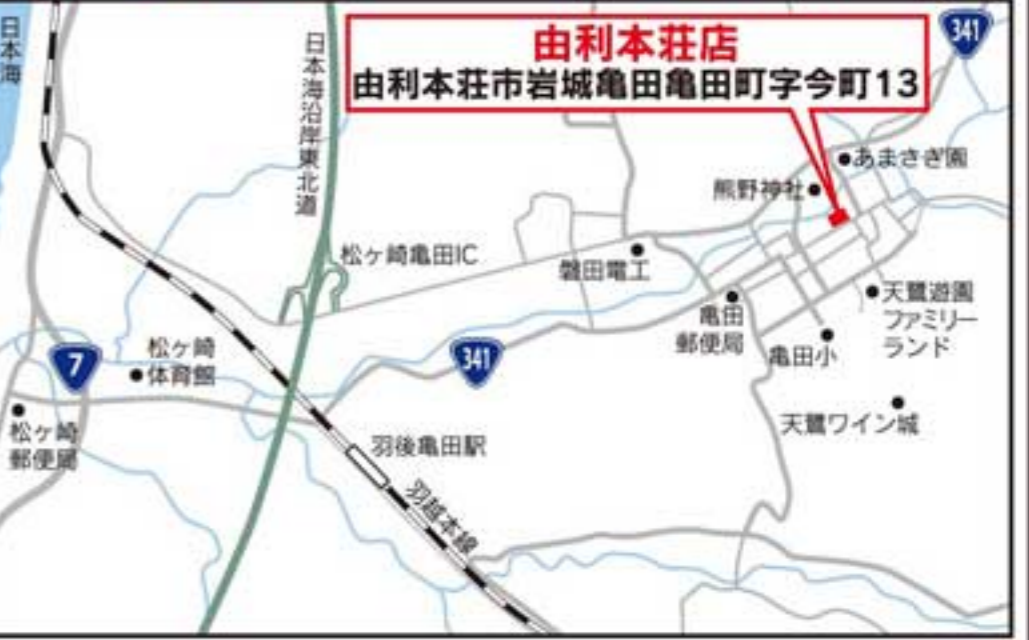 日本海
日本海沿岸東北道
由利本荘店
由利本荘市岩城亀田亀田町字今町13
341
あまさぎ園
熊野神社
松ヶ崎亀田IC
磐田電工
天鷺遊園
ファミリー
ランド
亀田
郵便局
亀田小
341
7
松ヶ崎
体育館
天鷺ワイン城
松ヶ崎
郵便局
羽後亀田駅
羽越本線